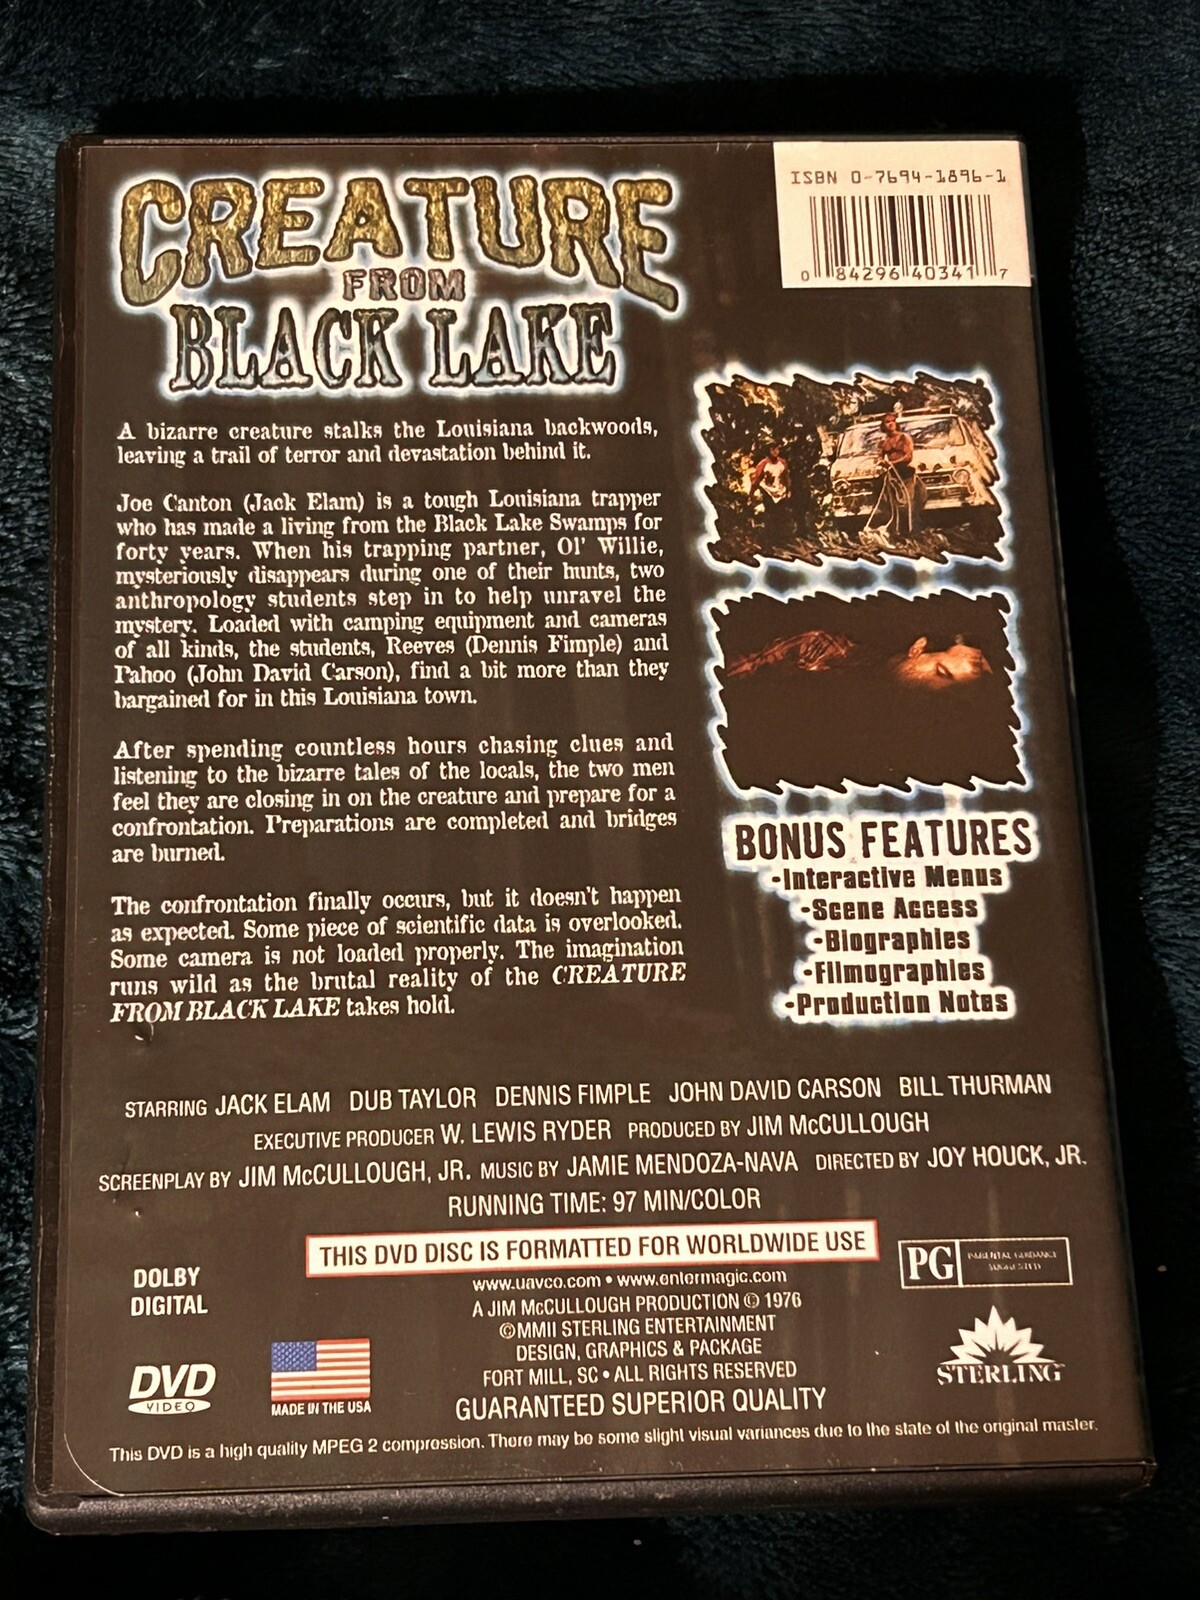 CREATURE
FROM
BLACK LAKE
ISBN 0-7694-1896-1
0 84296 40341 7
A bizarre creature stalks the Louisiana backwoods,
leaving a trail of terror and devastation behind it.
Joe Canton (Jack Elam) is a tough Louisiana trapper
who has made a living from the Black Lake Swamps for
forty years. When his trapping partner, Ol' Willie,
mysteriously disappears during one of their hunts, two
anthropology students step in to help unravel the
mystery. Loaded with camping equipment and cameras
of all kinds, the students, Reeves (Dennis Fimple) and
Pahoo (John David Carson), find a bit more than they
bargained for in this Louisiana town.
After spending countless hours chasing clues and
listening to the bizarre tales of the locals, the two men
feel they are closing in on the creature and prepare for a
confrontation. Preparations are completed and bridges
are burned.
The confrontation finally occurs, but it doesn't happen
as expected. Some piece of scientific data is overlooked.
Some camera is not loaded properly. The imagination
runs wild as the brutal reality of the CREATURE
FROM BLACK LAKE takes hold.
BONUS FEATURES
•Interactive Menus
•Scene Access
•Biographies
•Filmographies
•Production Notes
STARRING JACK ELAM DUB TAYLOR DENNIS FIMPLE JOHN DAVID CARSON BILL THURMAN
EXECUTIVE PRODUCER W. LEWIS RYDER PRODUCED BY JIM McCULLOUGH
SCREENPLAY BY JIM McCULLOUGH, JR. MUSIC BY JAMIE MENDOZA-NAVA DIRECTED BY JOY HOUCK, JR.
RUNNING TIME: 97 MIN/COLOR
THIS DVD DISC IS FORMATTED FOR WORLDWIDE USE
www.uavco.com • www.entermagic.com
A JIM McCULLOUGH PRODUCTION © 1976
©MMII STERLING ENTERTAINMENT
DESIGN, GRAPHICS & PACKAGE
FORT MILL, SC • ALL RIGHTS RESERVED
GUARANTEED SUPERIOR QUALITY
DOLBY
DIGITAL
DVD
VIDEO
MADE IN THE USA
PG PARENTAL GUIDANCE
SUGGESTED
STERLING
This DVD is a high quality MPEG 2 compression. There may be some slight visual variances due to the state of the original master.